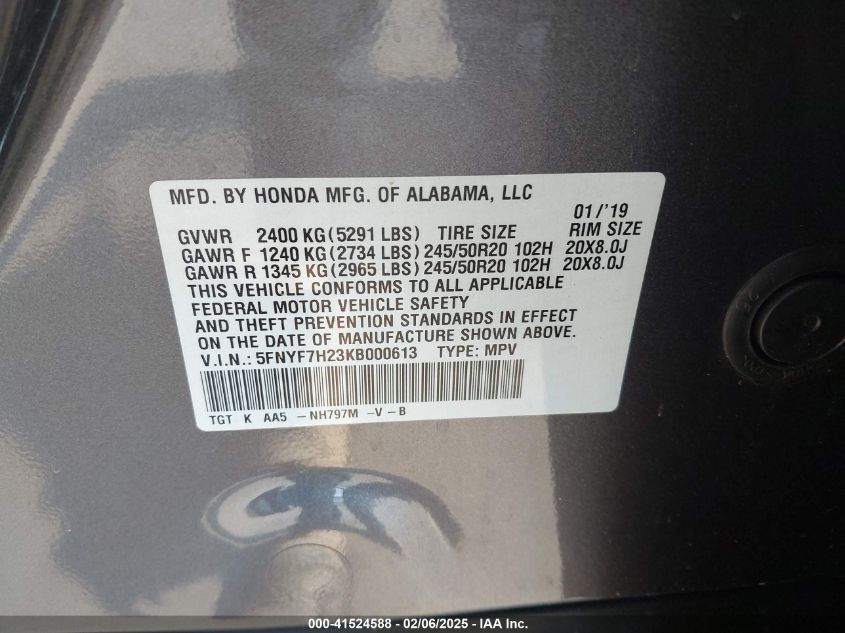 MFD. BY HONDA MFG. OF ALABAMA, LLC
01/'19
GVWR 2400 KG(5291 LBS) TIRE SIZE RIM SIZE
GAWR F 1240 KG(2734 LBS)245/50R20 102H 20X8.0J
GAWR R 1345 KG(2965 LBS)245/50R20 102H 20X8.0J
THIS VEHICLE CONFORMS TO ALL APPLICABLE
FEDERAL MOTOR VEHICLE SAFETY
AND THEFT PREVENTION STANDARDS IN EFFECT
ON THE DATE OF MANUFACTURE SHOWN ABOVE.
V.I.N.: 5FNYF7H23KB000613 TYPE: MPV
TGT K AA5 -NH797M -V-B
000-41524588 - 02/06/2025 - IAA Inc.